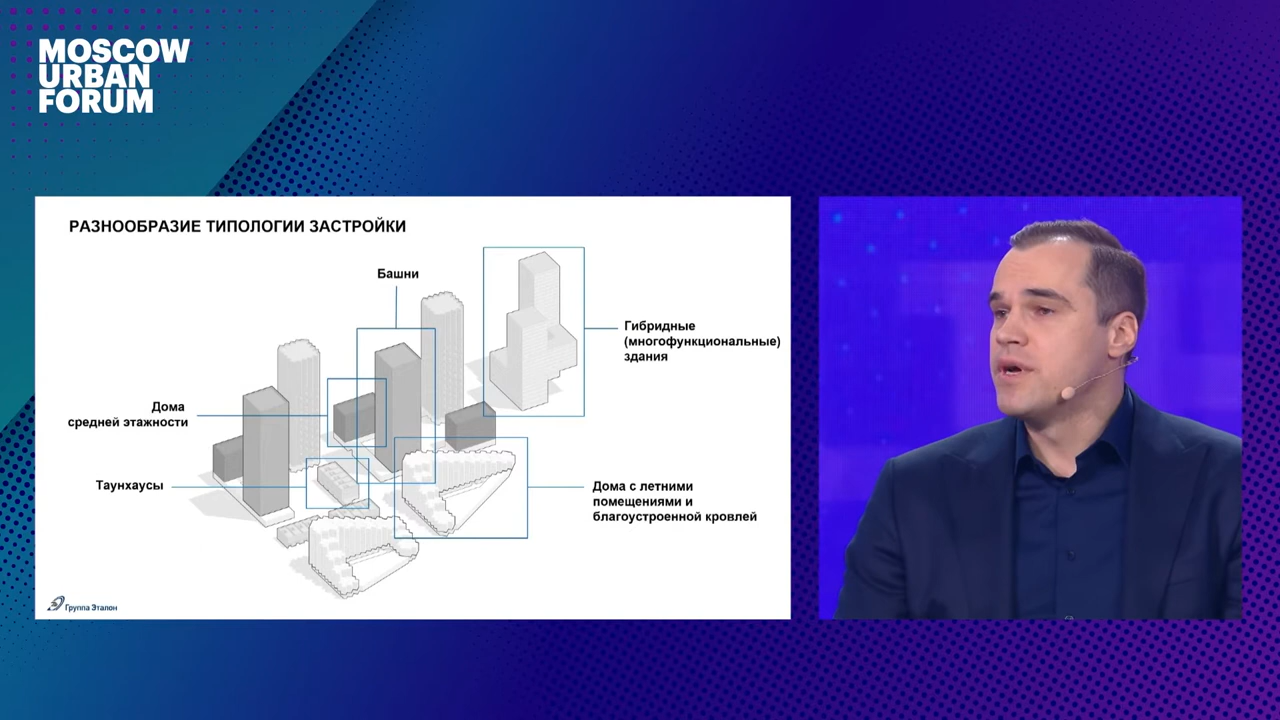 MOSCOW
URBAN
FORUM
РАЗНООБРАЗИЕ ТИПОЛОГИИ ЗАСТРОЙКИ
Башни
Гибридные
(многофункциональные)
здания
Дома
средней этажности
Таунхаусы
Дома с летними
помещениями и
благоустроенной кровлей
Группа Эталон